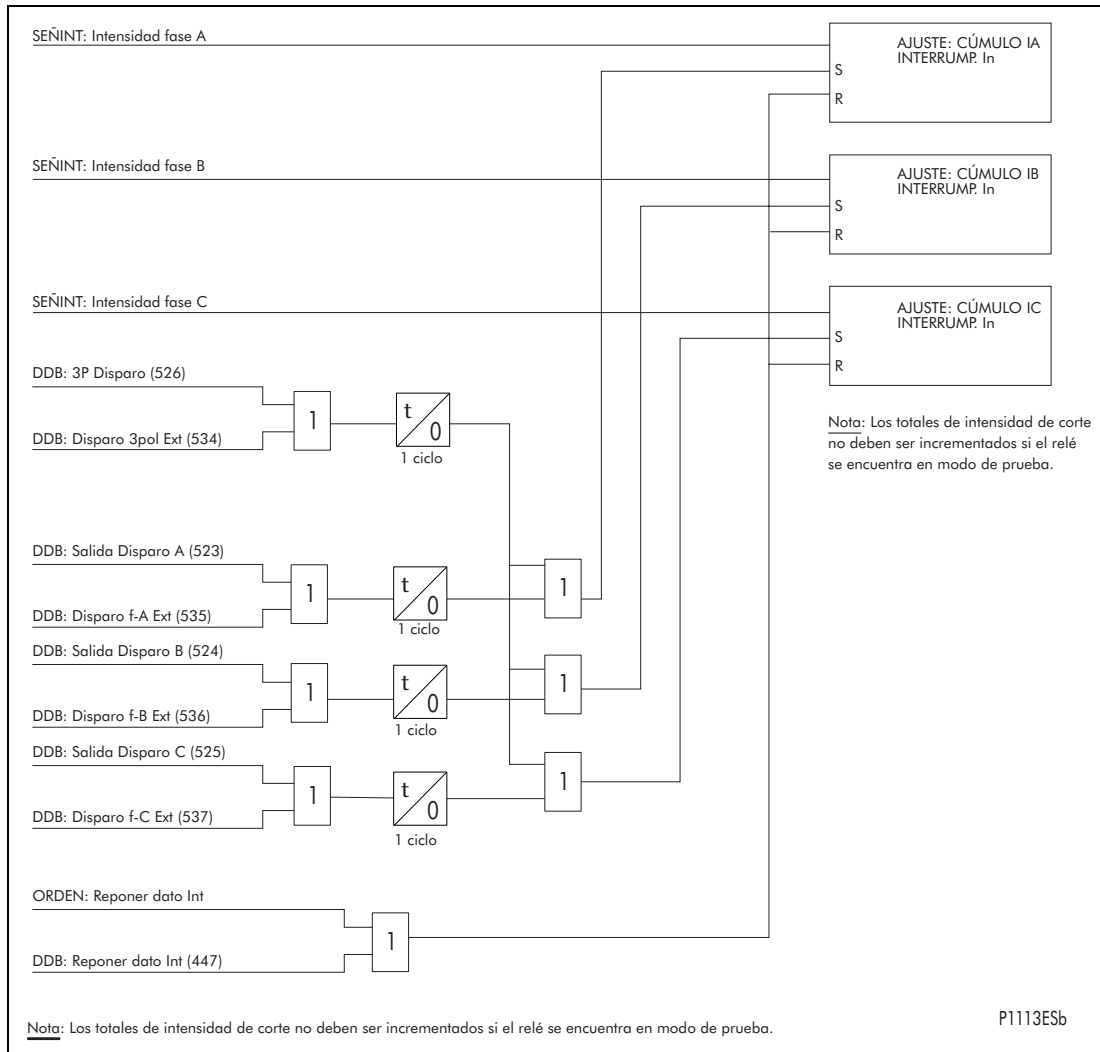 SEÑINT: Intensidad fase A
AJUSTE: CÚMULO IA
INTERRUMP. In
S
R
SEÑINT: Intensidad fase B
AJUSTE: CÚMULO IB
INTERRUMP. In
S
R
SEÑINT: Intensidad fase C
AJUSTE: CÚMULO IC
INTERRUMP. In
S
R
DDB: 3P Disparo (526)
1
t
0
DDB: Disparo 3pol Ext (534)
1 ciclo
Nota: Los totales de intensidad de corte
no deben ser incrementados si el relé
se encuentra en modo de prueba.
DDB: Salida Disparo A (523)
1
t
0
1
DDB: Disparo f-A Ext (535)
1 ciclo
DDB: Salida Disparo B (524)
1
t
0
1
DDB: Disparo f-B Ext (536)
1 ciclo
DDB: Salida Disparo C (525)
1
t
0
1
DDB: Disparo f-C Ext (537)
1 ciclo
ORDEN: Reponer dato Int
1
DDB: Reponer dato Int (447)
Nota: Los totales de intensidad de corte no deben ser incrementados si el relé se encuentra en modo de prueba.
P1113ESb